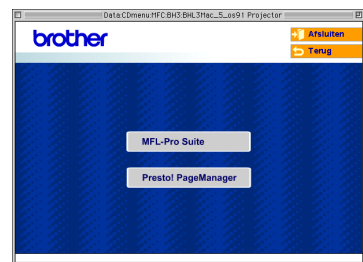 Data:CDmenu:MFC:BH3:BHL3Mac_5_os9! Projector
brother
Afsluiten
Terug
MFL-Pro Suite
Presto! PageManager